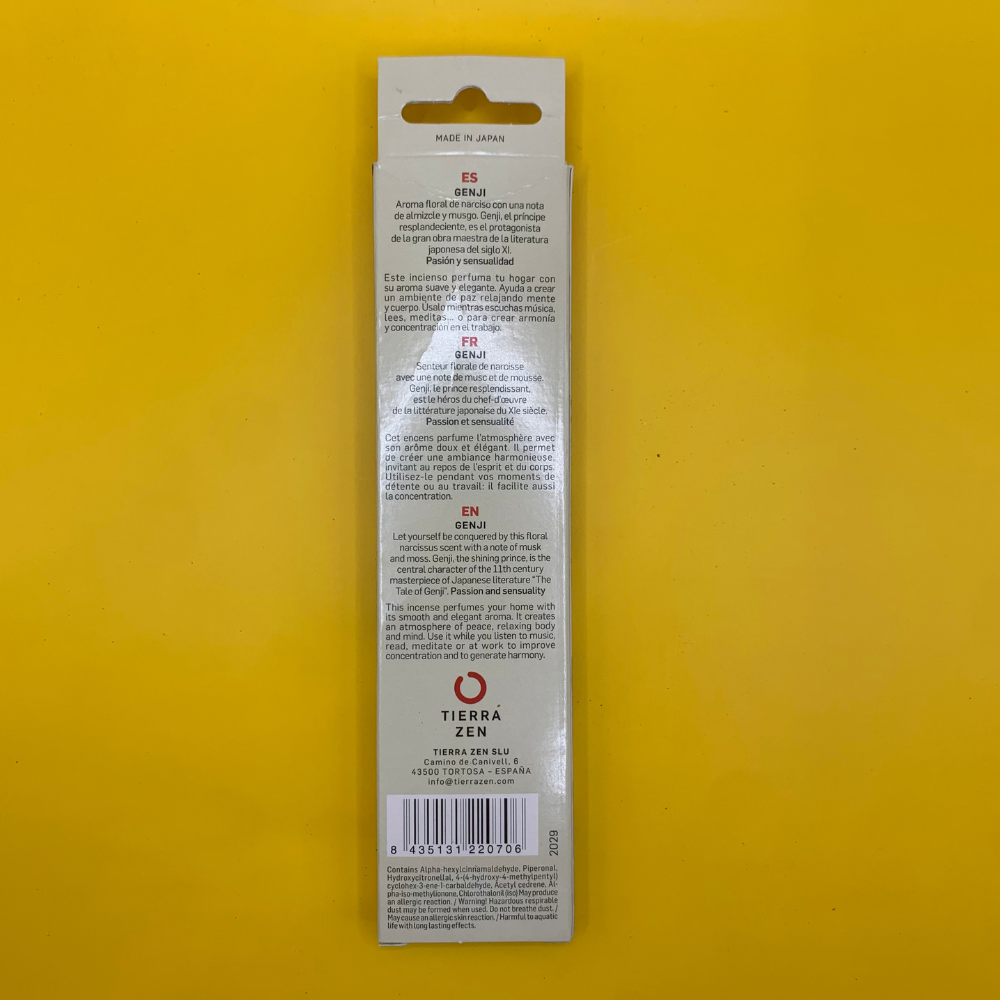 MADE IN JAPAN
ES
GENJI
Aroma floral de narciso con una nota
de almizcle y musgo. Genji, el príncipe
resplandeciente, es el protagonista
de la gran obra maestra de la literatura
japonesa del siglo XI.
Pasión y sensualidad
Este incienso perfuma tu hogar con
su aroma suave y elegante. Ayuda a crear
un ambiente de paz relajando mente
y cuerpo. Úsalo mientras escuchas música,
lees, meditas... o para crear armonía
y concentración en el trabajo.
FR
GENJI
Senteur florale de narcisse
avec une note de musc et de mousse.
Genji, le prince resplendissant,
est le héros du chef-d'œuvre
de la littérature japonaise du XIe siècle.
Passion et sensualité
Cet encens parfume l'atmosphère avec
son arôme doux et élégant. Il permet
de créer une ambiance harmonieuse,
invitant au repos de l'esprit et du corps.
Utilisez-le pendant vos moments de
détente ou au travail: il facilite aussi
la concentration.
EN
GENJI
Let yourself be conquered by this floral
narcissus scent with a note of musk
and moss. Genji, the shining prince, is the
central character of the 11th century
masterpiece of Japanese literature "The
Tale of Genji". Passion and sensuality
This incense perfumes your home with
its smooth and elegant aroma. It creates
an atmosphere of peace, relaxing body
and mind. Use it while you listen to music,
read, meditate or at work to improve
concentration and to generate harmony.
TIERRA
ZEN
TIERRA ZEN SLU
Camino de Canivell, 6
43500 TORTOSA – ESPAÑA
info@tierrazen.com
8 435131 220706
2029
Contains Alpha-hexylcinnamaldehyde, Piperonal,
Hydroxycitronellal, 4-(4-hydroxy-4-methylpentyl)
cyclohex-3-ene-1-carbaldehyde, Acetyl cedrene, Al-
pha-iso-methylionone, Chlorothalonil (iso) May produce
an allergic reaction. / Warning! Hazardous respirable
dust may be formed when used. Do not breathe dust. /
May cause an allergic skin reaction. / Harmful to aquatic
life with long lasting effects.